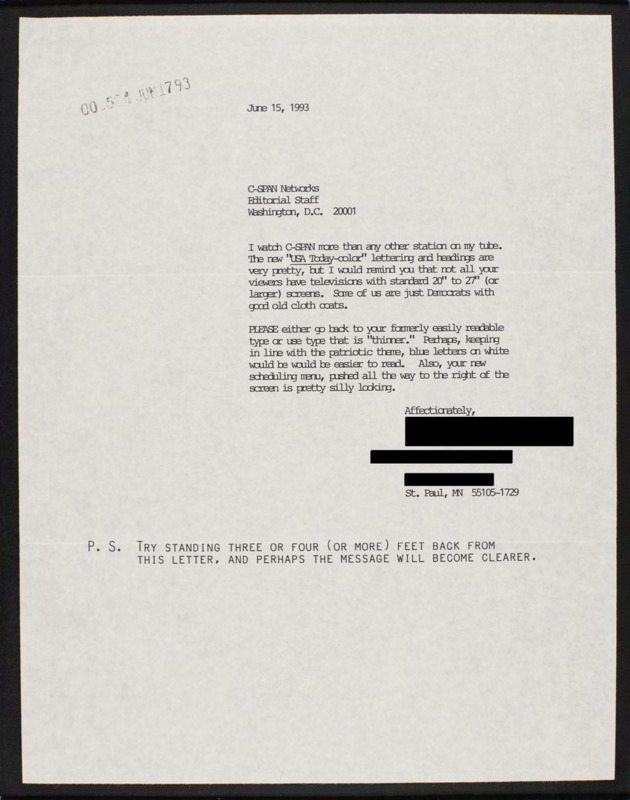 JUN 17 93
June 15, 1993
C-SPAN Networks
Editorial Staff
Washington, D.C. 20001
I watch C-SPAN more than any other station on my tube.
The new "USA Today-color" lettering and headings are
very pretty, but I would remind you that not all your
viewers have televisions with standard 20" to 27" (or
larger) screens. Some of us are just Democrats with
good old cloth coats.
PLEASE either go back to your formerly easily readable
type or use type that is "thinner." Perhaps, keeping
in line with the patriotic theme, blue letters on white
would be would be easier to read. Also, your new
scheduling menu, pushed all the way to the right of the
screen is pretty silly looking.
Affectionately,
St. Paul, MN 55105-1729
P. S. TRY STANDING THREE OR FOUR (OR MORE) FEET BACK FROM
THIS LETTER, AND PERHAPS THE MESSAGE WILL BECOME CLEARER.